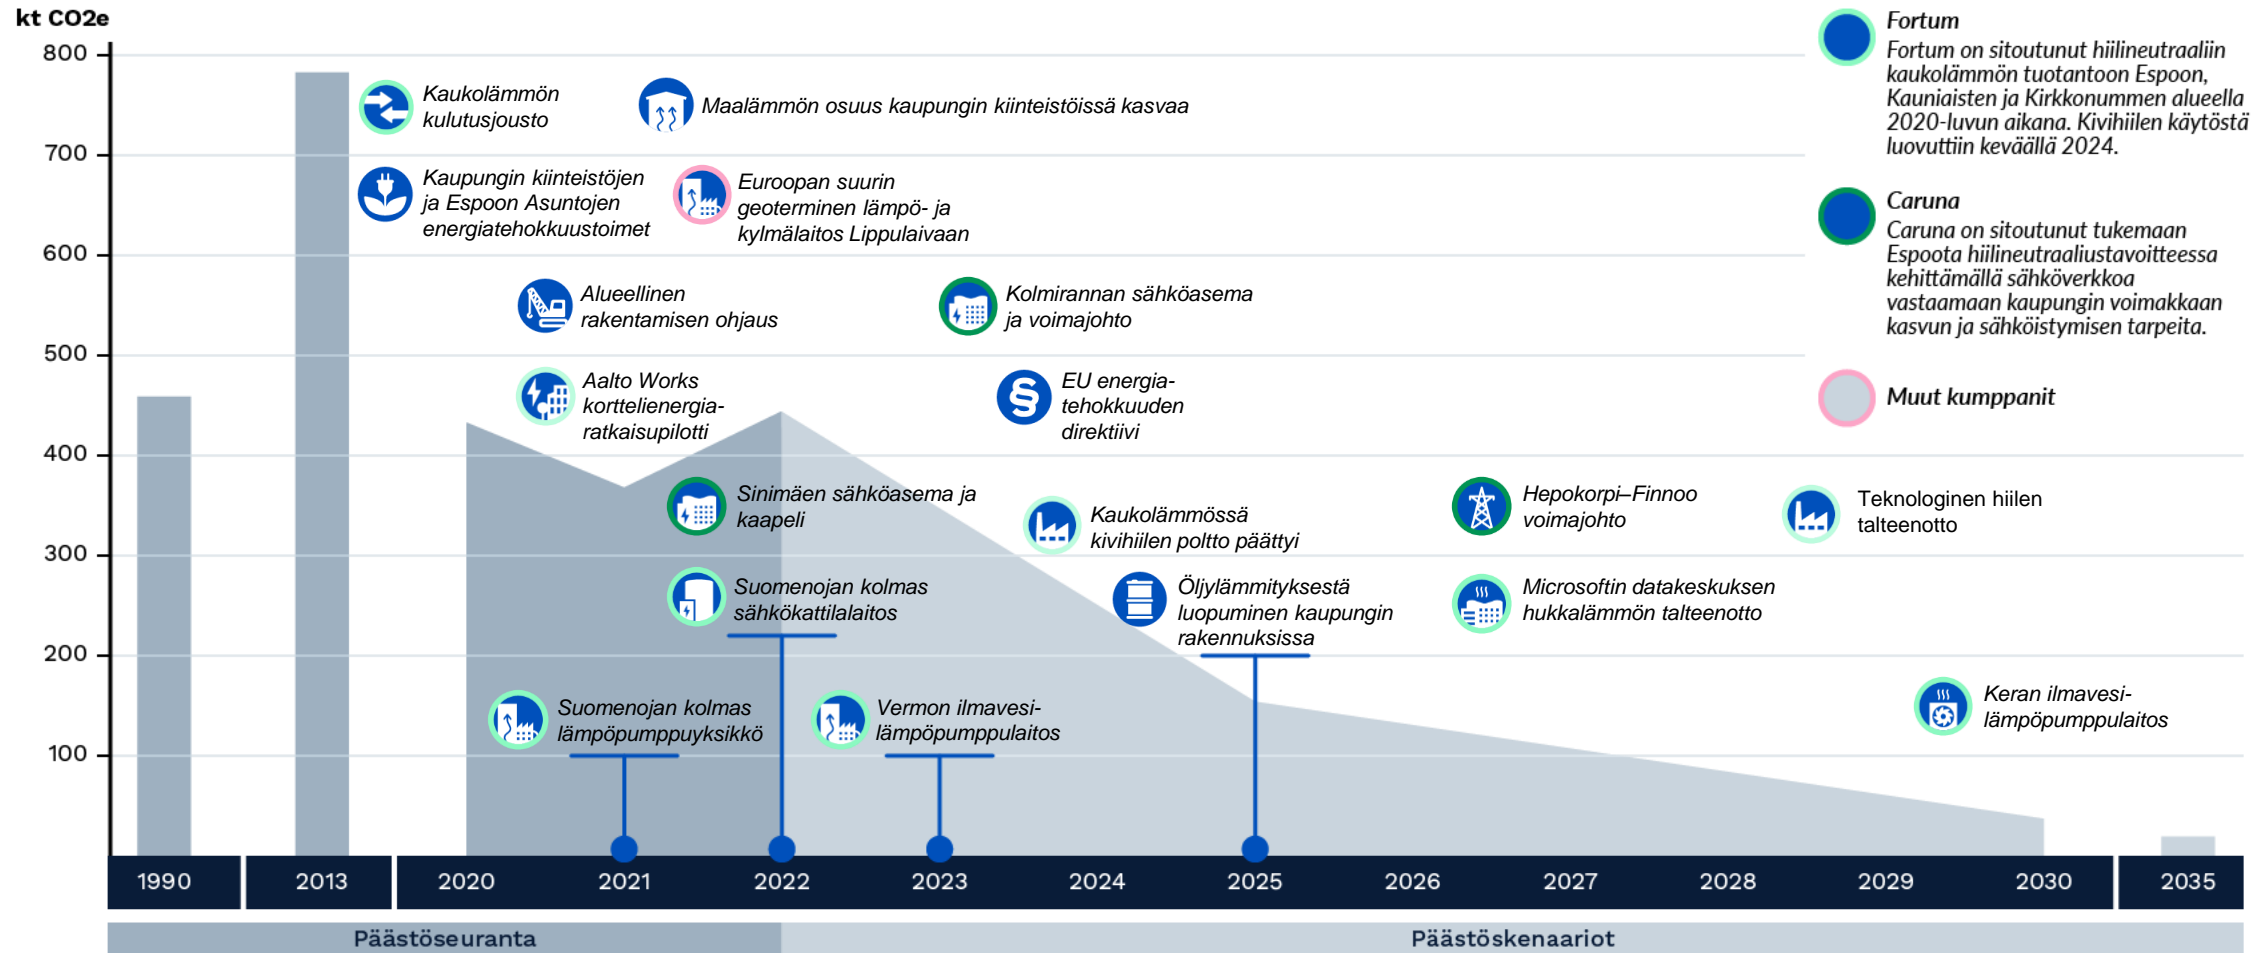 kt CO2e
800
700
600
500
400
300
200
100
Kaukolämmön
kulutusjousto
Maalämmön osuus kaupungin kiinteistöissä kasvaa
Kaupungin kiinteistöjen
ja Espoon Asuntojen
energiatehokkuustoimet
Euroopan suurin
geoterminen lämpö- ja
kylmälaitos Lippulaivaan
Alueellinen
rakentamisen ohjaus
Kolmirannan sähköasema
ja voimajohto
Aalto Works
korttelienergia-
ratkaisupilotti
EU energia-
tehokkuuden
direktiivi
Sinimäen sähköasema ja
kaapeli
Kaukolämmössä
kivihiilen poltto päättyi
Hepokorpi–Finnoo
voimajohto
Teknologinen hiilen
talteenotto
Suomenojan kolmas
sähkökattilalaitos
Öljylämmityksestä
luopuminen kaupungin
rakennuksissa
Microsoftin datakeskuksen
hukkalämmön talteenotto
Suomenojan kolmas
lämpöpumppuyksikkö
Vermon ilmavesi-
lämpöpumppulaitos
Keran ilmavesi-
lämpöpumppulaitos
Fortum
Fortum on sitoutunut hiilineutraaliin
kaukolämmön tuotantoon Espoon,
Kauniaisten ja Kirkkonummen alueella
2020-luvun aikana. Kivihiilen käytöstä
luovuttiin keväällä 2024.
Caruna
Caruna on sitoutunut tukemaan
Espoota hiilineutraaliustavoitteessa
kehittämällä sähköverkkoa
vastaamaan kaupungin voimakkaan
kasvun ja sähköistymisen tarpeita.
Muut kumppanit
1990 2013 2020 2021 2022 2023 2024 2025 2026 2027 2028 2029 2030 2035
Päästöseuranta
Päästöskenaariot